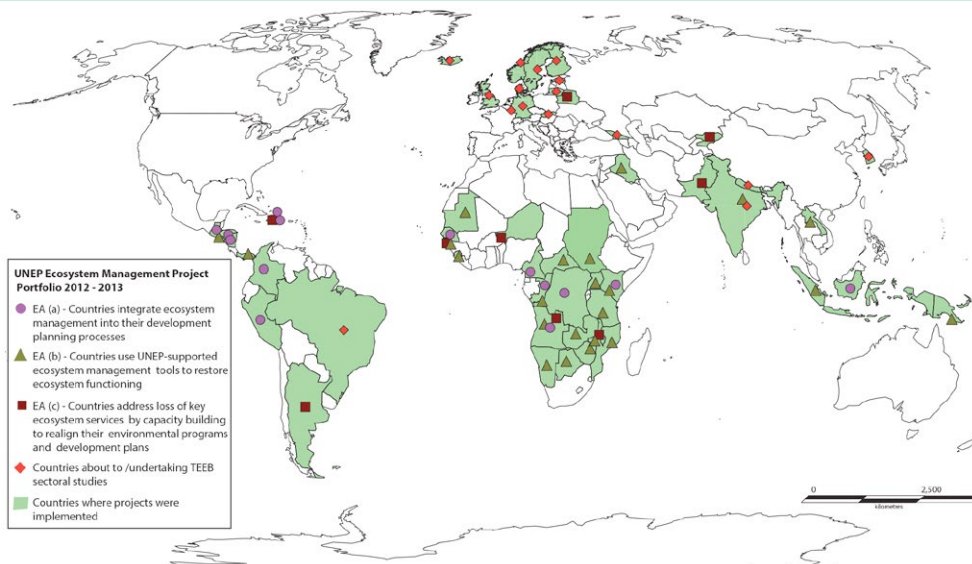 UNEP Ecosystem Management Project
Portfolio 2012 - 2013
EA (a) - Countries integrate ecosystem
management into their development
planning processes
EA (b) - Countries use UNEP-supported
ecosystem management tools to restore
ecosystem functioning
EA (c) - Countries address loss of key
ecosystem services by capacity building
to realign their environmental programs
and development plans
Countries about to /undertaking TEEB
sectoral studies
Countries where projects were
implemented
0 2,500
kilometres